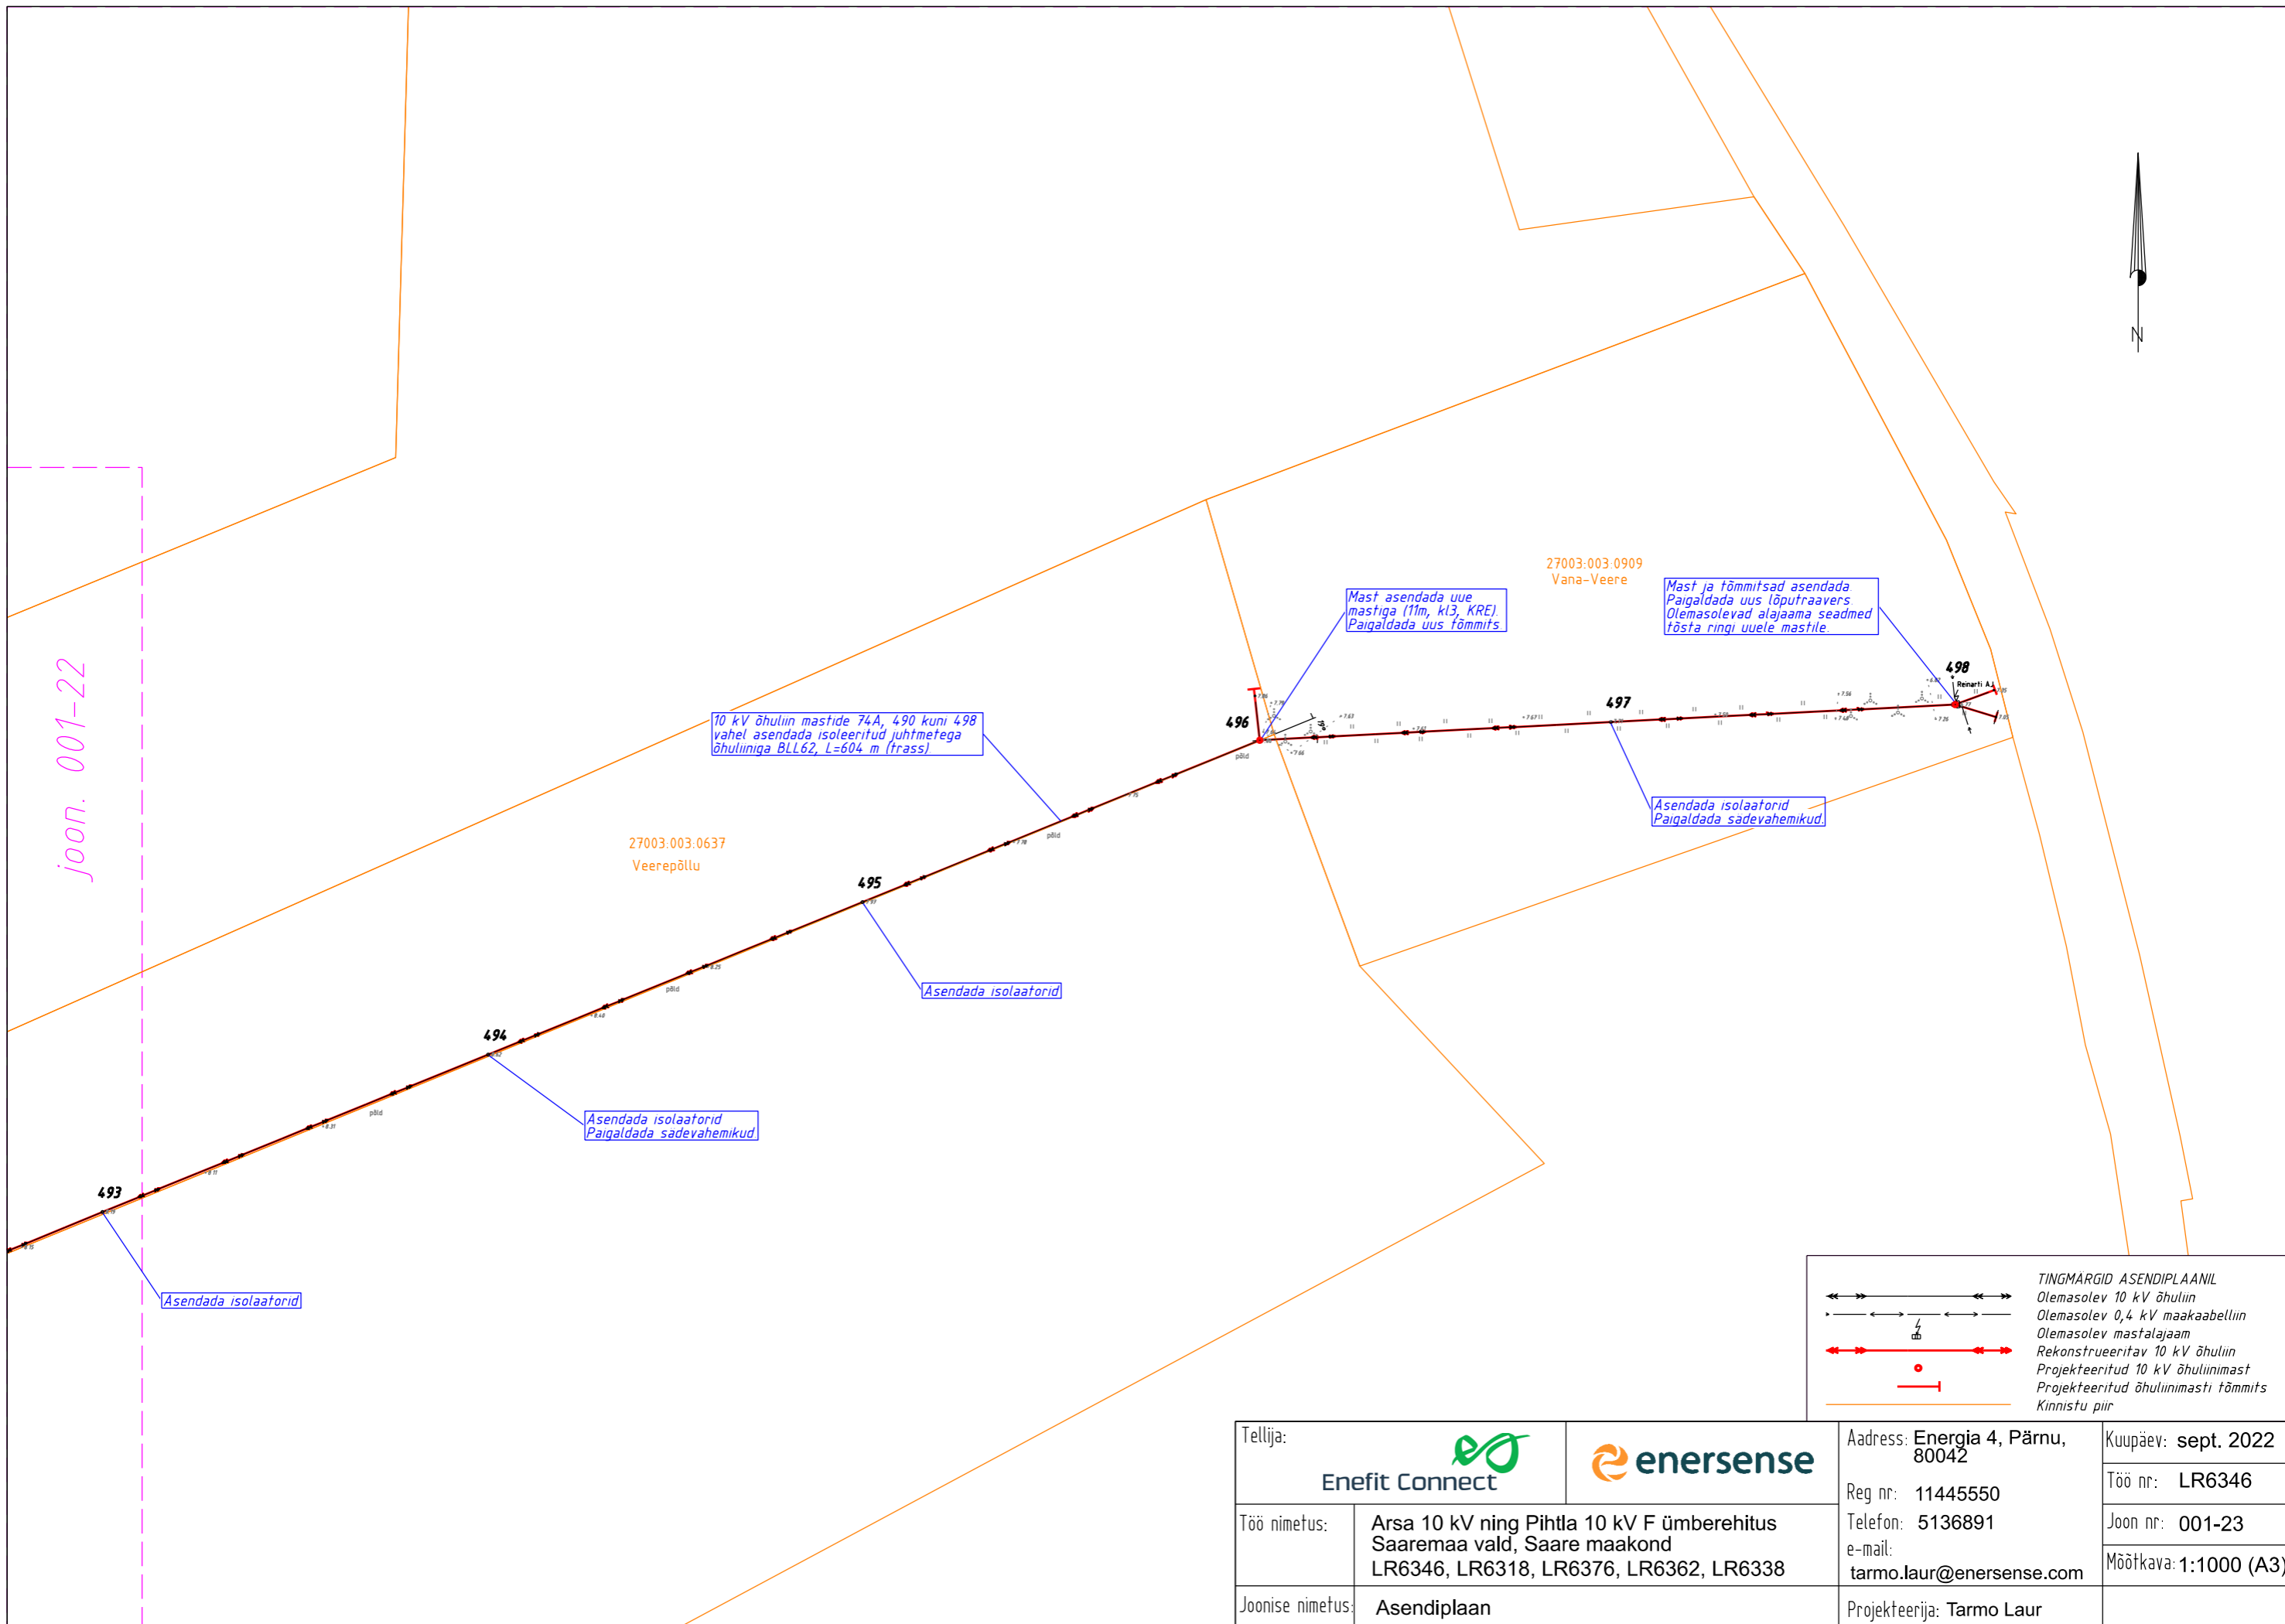 27003:003:0909
Vana-Veere
Mast asendada uue
mastiga (11m, kl3, KRE).
Paigaldada uus tõmmits.
Mast ja tõmmitsad asendada.
Paigaldada uus lõputraavers.
Olemasolevad alajaama seadmed
tõsta ringi uuele mastile.
498
Reinarti AJ
497
496
19°
põld
joon. 001-22
10 kV õhuliin mastide 74A, 490 kuni 498
vahel asendada isoleeritud juhtmetega
õhuliiniga BLL62, L=604 m (trass)
Asendada isolaatorid
Paigaldada sadevahemikud.
põld
27003:003:0637
Veerepõllu
495
põld
Asendada isolaatorid
494
põld
Asendada isolaatorid
Paigaldada sadevahemikud
493
Asendada isolaatorid
N
TINGMÄRGID ASENDIPLAANIL
Olemasolev 10 kV õhuliin
Olemasolev 0,4 kV maakaabelliin
Olemasolev mastalajaam
Rekonstrueeritav 10 kV õhuliin
Projekteeritud 10 kV õhuliinimast
Projekteeritud õhuliinimasti tõmmits
Kinnistu piir
Tellija:
Enefit Connect
enersense
Aadress: Energia 4, Pärnu,
80042
Reg nr: 11445550
Telefon: 5136891
e-mail:
tarmo.laur@enersense.com
Kuupäev: sept. 2022
Töö nr: LR6346
Joon nr: 001-23
Mõõtkava: 1:1000 (A3)
Töö nimetus:
Arsa 10 kV ning Pihtla 10 kV F ümberehitus
Saaremaa vald, Saare maakond
LR6346, LR6318, LR6376, LR6362, LR6338
Joonise nimetus: Asendiplaan
Projekteerija: Tarmo Laur